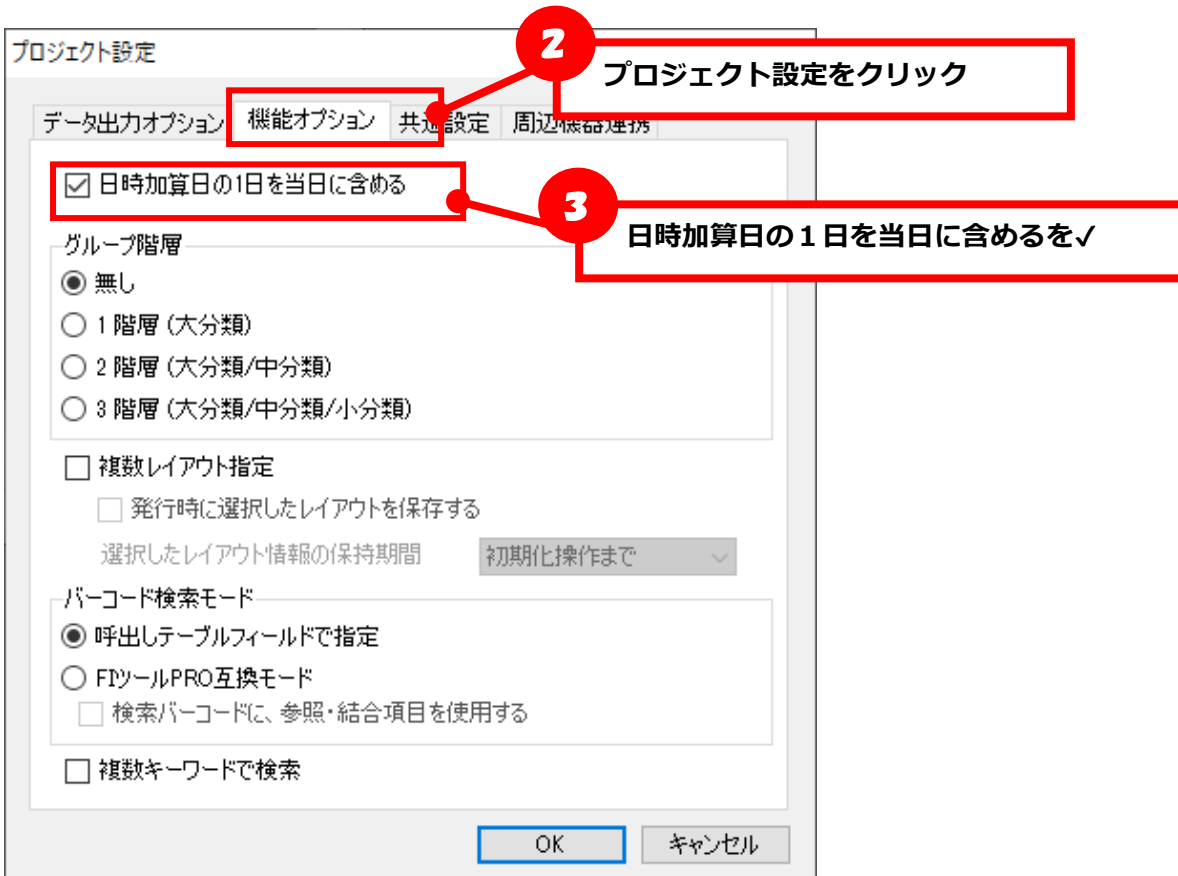 プロジェクト設定
2
プロジェクト設定をクリック
データ出力オプション 機能オプション 共通設定 周辺機器連携
日時加算日の1日を当日に含める
3
日時加算日の１日を当日に含めるを✓
グループ階層
無し
1 階層 (大分類)
2 階層 (大分類/中分類)
3 階層 (大分類/中分類/小分類)
複数レイアウト指定
発行時に選択したレイアウトを保存する
選択したレイアウト情報の保持期間 初期化操作まで
バーコード検索モード
呼出しテーブルフィールドで指定
FIツールPRO互換モード
検索バーコードに、参照・結合項目を使用する
複数キーワードで検索
OK キャンセル